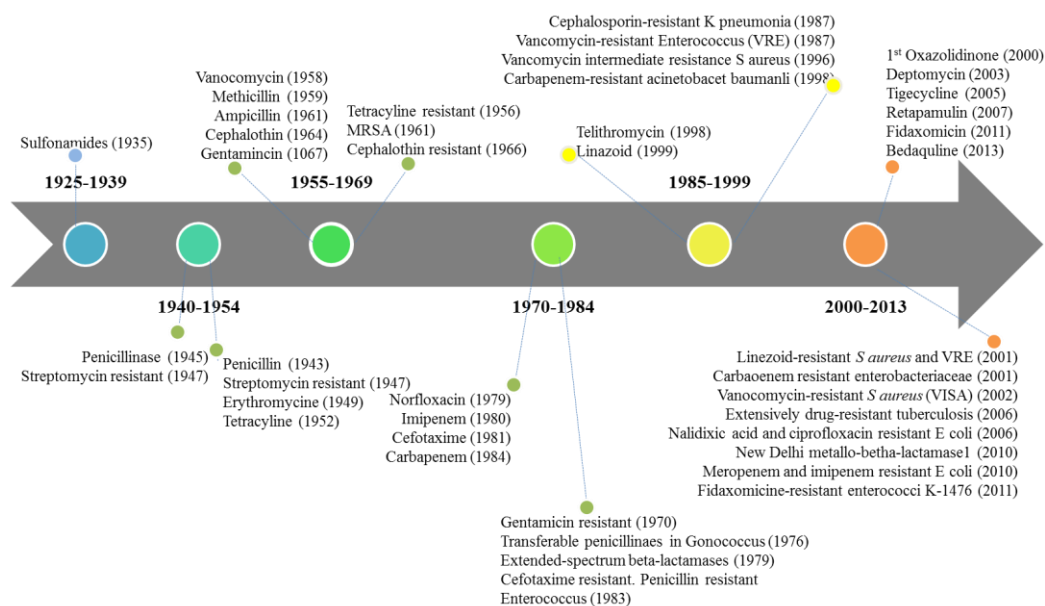 Sulfonamides (1935)
1925-1939
Vanocomycin (1958)
Methicillin (1959)
Ampicillin (1961)
Cephalothin (1964)
Gentamincin (1067)
1955-1969
Tetracyline resistant (1956)
MRSA (1961)
Cephalothin resistant (1966)
Cephalosporin-resistant K pneumonia (1987)
Vancomycin-resistant Enterococcus (VRE) (1987)
Vancomycin intermediate resistance S aureus (1996)
Carbapenem-resistant acinetobacet baumanli (1998)
Telithromycin (1998)
Linazoid (1999)
1985-1999
1st Oxazolidinone (2000)
Deptomycin (2003)
Tigecycline (2005)
Retapamulin (2007)
Fidaxomicin (2011)
Bedaquline (2013)
1940-1954
Penicillinase (1945)
Streptomycin resistant (1947)
Penicillin (1943)
Streptomycin resistant (1947)
Erythromycine (1949)
Tetracyline (1952)
1970-1984
Norfloxacin (1979)
Imipenem (1980)
Cefotaxime (1981)
Carbapenem (1984)
Gentamicin resistant (1970)
Transferable penicillinaes in Gonococcus (1976)
Extended-spectrum beta-lactamases (1979)
Cefotaxime resistant. Penicillin resistant
Enterococcus (1983)
2000-2013
Linezoid-resistant S aureus and VRE (2001)
Carbaoenem resistant enterobacteriaceae (2001)
Vanocomycin-resistant S aureus (VISA) (2002)
Extensively drug-resistant tuberculosis (2006)
Nalidixic acid and ciprofloxacin resistant E coli (2006)
New Delhi metallo-betha-lactamase1 (2010)
Meropenem and imipenem resistant E coli (2010)
Fidaxomicine-resistant enterococci K-1476 (2011)